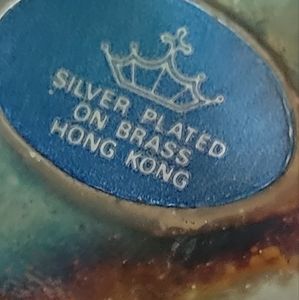 SILVER PLATED
ON BRASS
HONG KONG